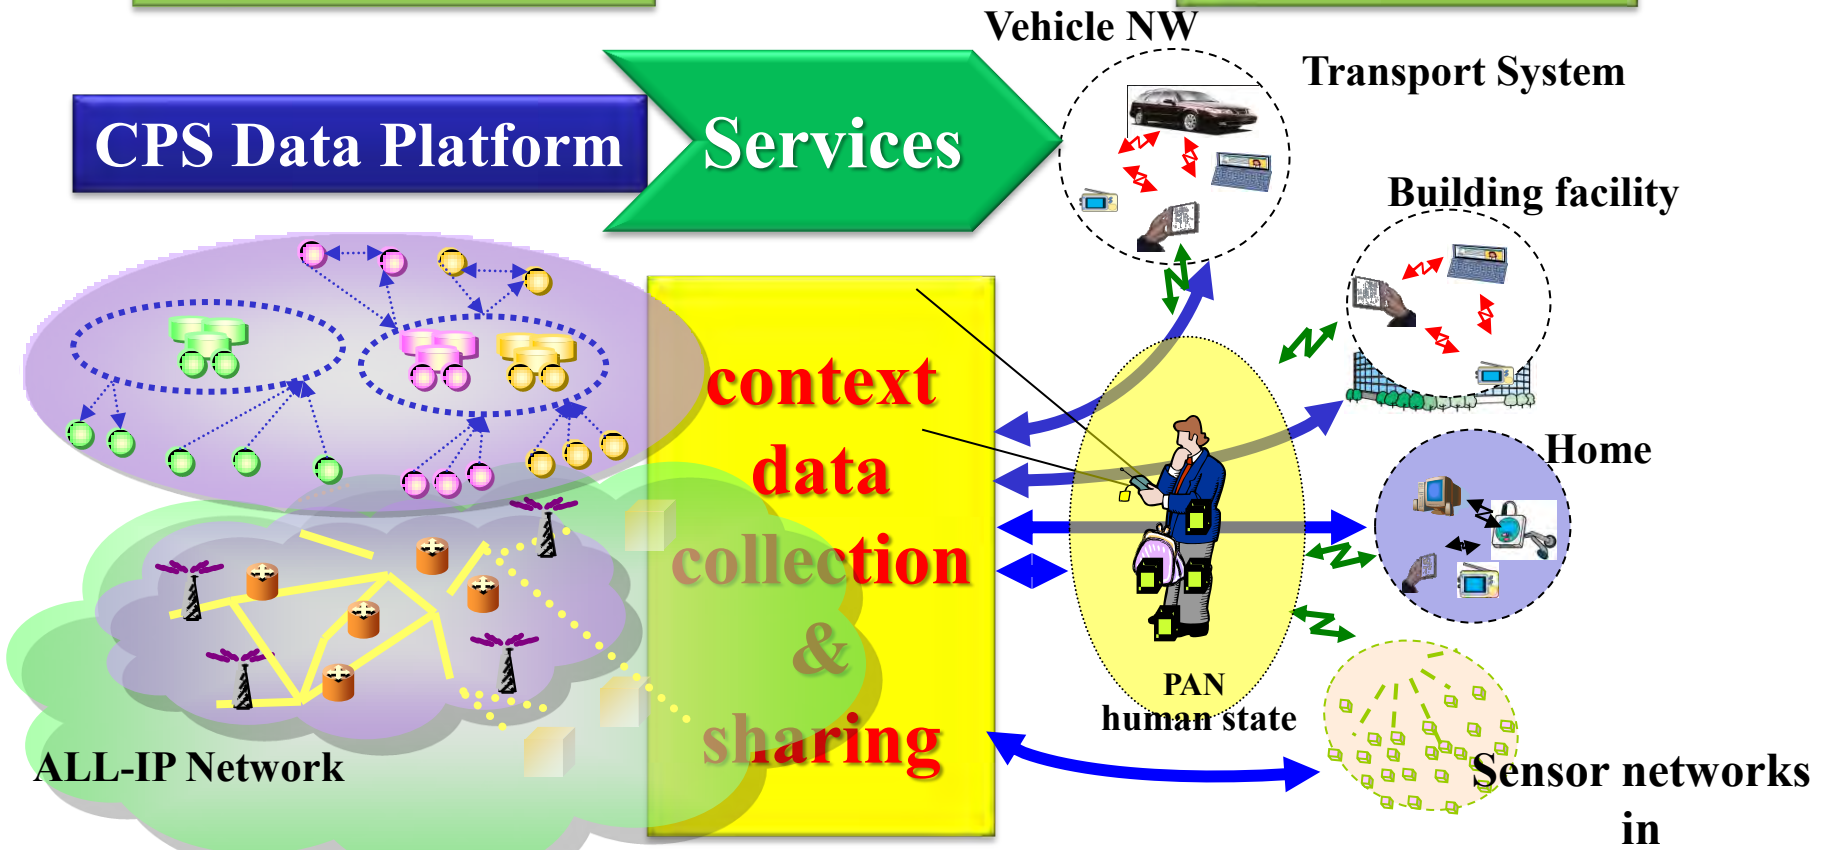 Vehicle NW
Transport System
CPS Data Platform
Services
Building facility
context
data
collection
&
sharing
Home
PAN
human state
ALL-IP Network
Sensor networks
in